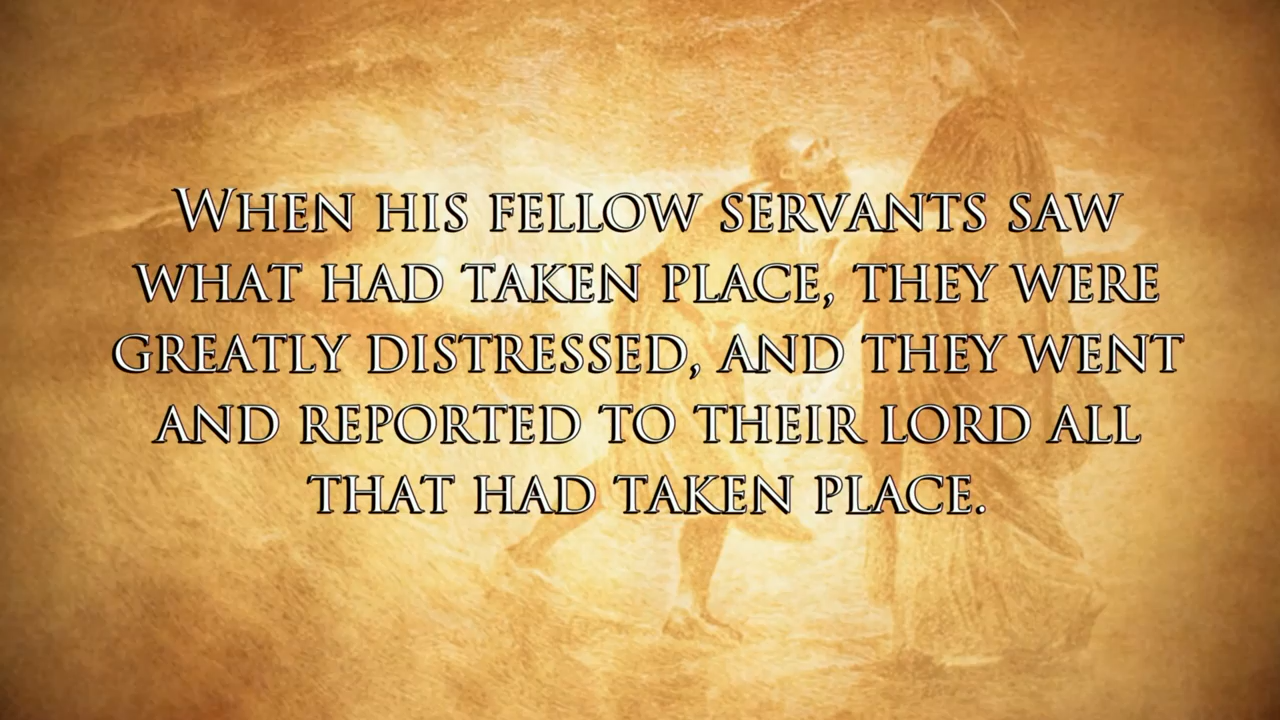 When his fellow servants saw
what had taken place, they were
greatly distressed, and they went
and reported to their lord all
that had taken place.